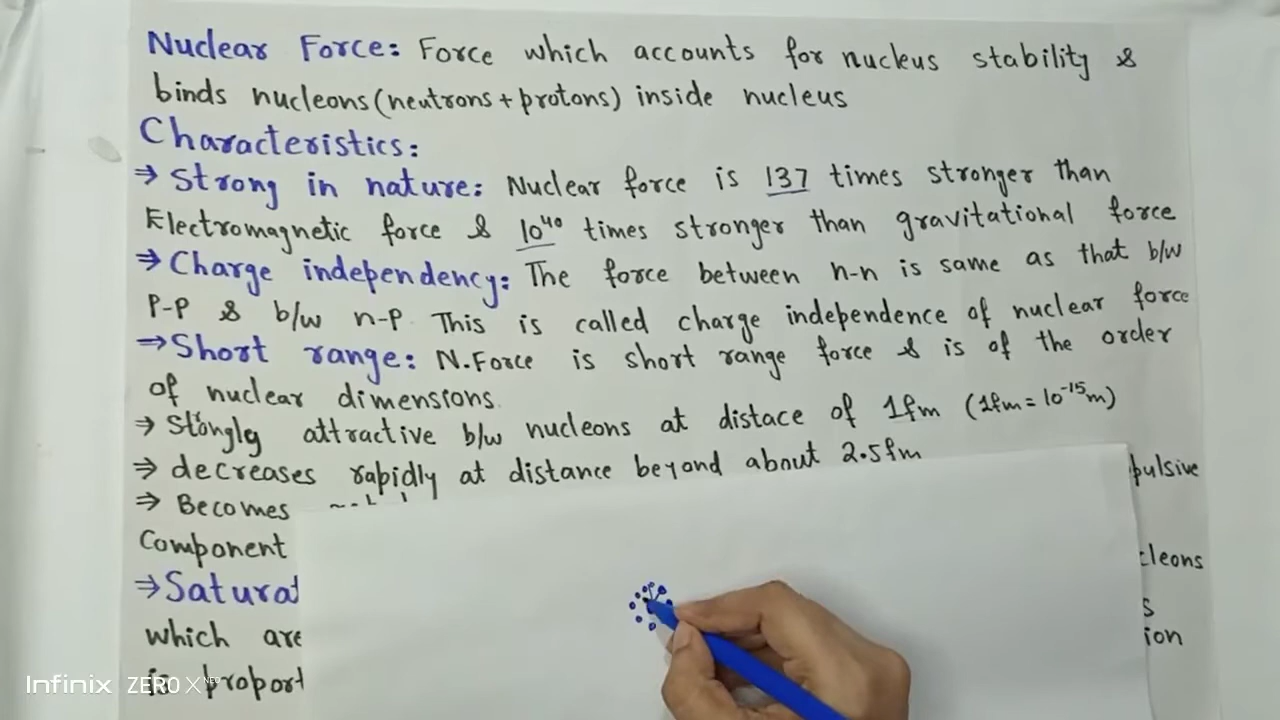 Nuclear Force: Force which accounts for nucleus stability &
binds nucleons (neutrons + protons) inside nucleus
Characteristics:
⇒ Strong in nature: Nuclear force is 137 times stronger than
Electromagnetic force & 10⁴⁰ times stronger than gravitational force
⇒ Charge independency: The force between n-n is same as that b/w
P-P & b/w n-p. This is called charge independence of nuclear force
⇒ Short range: N.Force is short range force & is of the order
of nuclear dimensions.
⇒ Strongly attractive b/w nucleons at distace of 1fm (1fm = 10⁻¹⁵m)
⇒ decreases rapidly at distance beyond about 2.5fm
⇒ Becomes pulsive
Component cleons
⇒ Saturat s
which are ion
in proport
Infinix ZERO X NEO